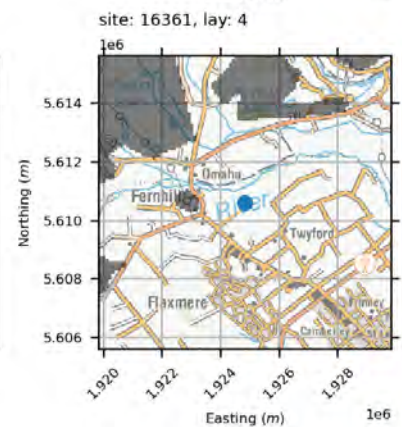 site: 16361, lay: 4
1e6
5.614
5.612
5.610
5.608
5.606
Northing (m)
Omaha
Fernhill
River
Twyford
Flaxmere
Camberley
1.920
1.922
1.924
1.926
1.928
1e6
Easting (m)